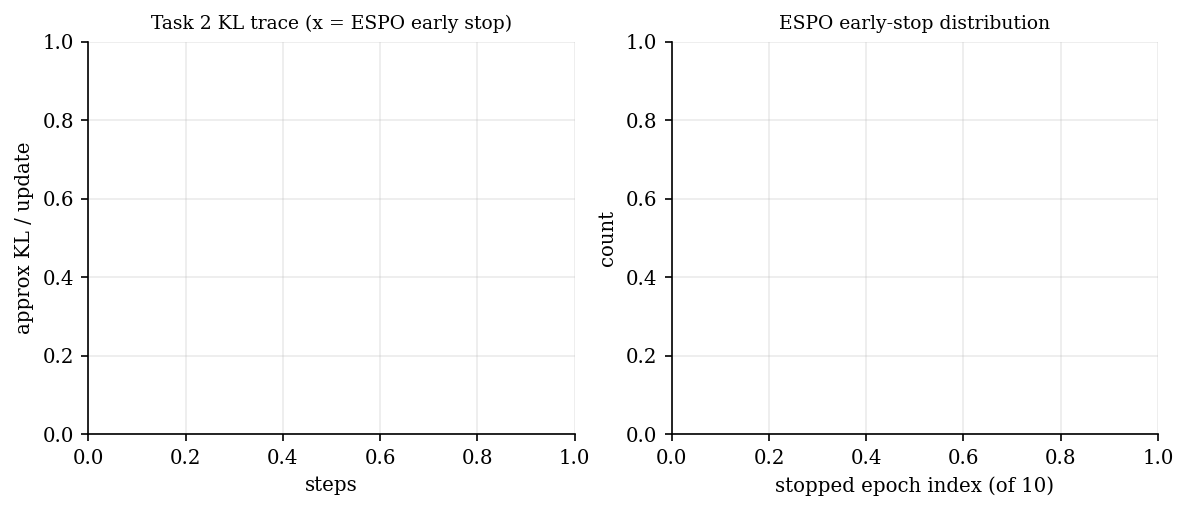 Task 2 KL trace (x = ESPO early stop)
1.0
0.8
0.6
0.4
0.2
0.0
approx KL / update
0.0 0.2 0.4 0.6 0.8 1.0
steps
ESPO early-stop distribution
1.0
0.8
0.6
0.4
0.2
0.0
count
0.0 0.2 0.4 0.6 0.8 1.0
stopped epoch index (of 10)